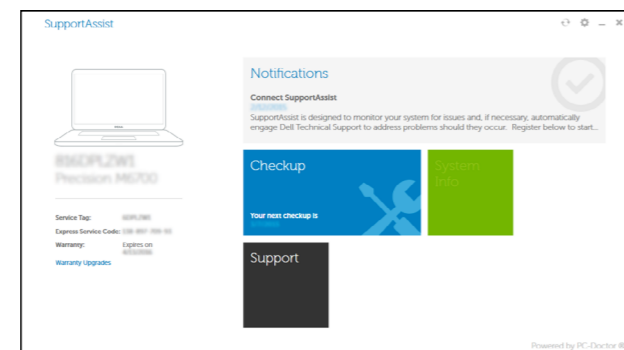 SupportAssist
Notifications
Connect SupportAssist
SupportAssist is designed to monitor your system for issues and, if necessary, automatically
engage Dell Technical Support to address problems should they occur. Register below to start...
Checkup
System
Info
Your next checkup is
Precision M6700
Service Tag:
Express Service Code:
Warranty: Expires on
Warranty Upgrades
Support
Powered by PC-Doctor ®